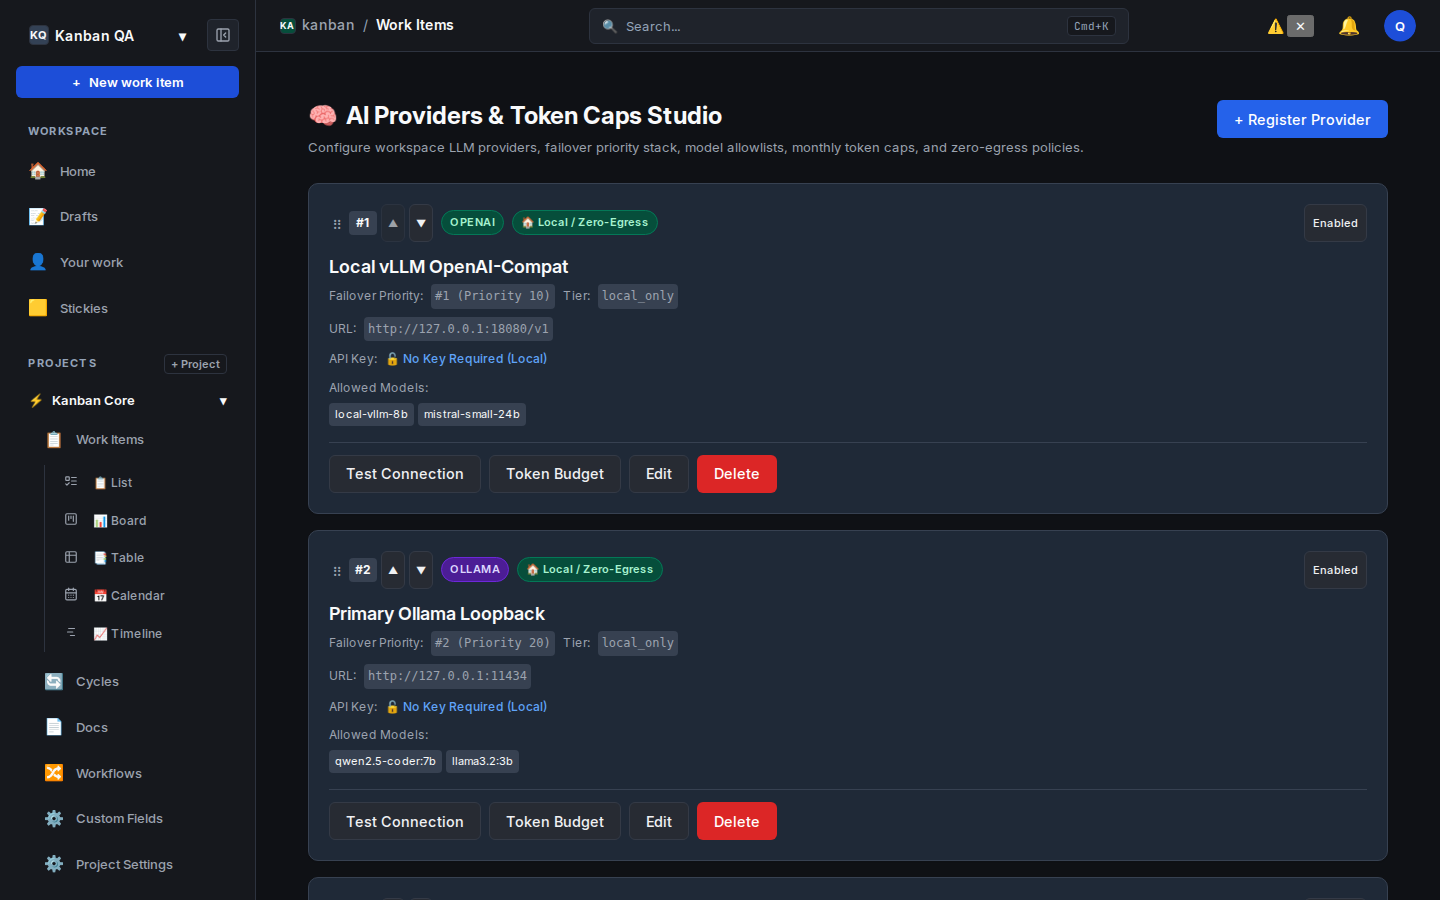 KQ Kanban QA ▼
+ New work item
WORKSPACE
Home
Drafts
Your work
Stickies
PROJECTS
+ Project
Kanban Core ▼
Work Items
List
Board
Table
Calendar
Timeline
Cycles
Docs
Workflows
Custom Fields
Project Settings
KA kanban / Work Items
Search...
Cmd+K
✕
Q
AI Providers & Token Caps Studio
Configure workspace LLM providers, failover priority stack, model allowlists, monthly token caps, and zero-egress policies.
+ Register Provider
#1 ▲ ▼ OPENAI Local / Zero-Egress
Enabled
Local vLLM OpenAI-Compat
Failover Priority: #1 (Priority 10) Tier: local_only
URL: http://127.0.0.1:18080/v1
API Key: No Key Required (Local)
Allowed Models:
local-vllm-8b mistral-small-24b
Test Connection Token Budget Edit Delete
#2 ▲ ▼ OLLAMA Local / Zero-Egress
Enabled
Primary Ollama Loopback
Failover Priority: #2 (Priority 20) Tier: local_only
URL: http://127.0.0.1:11434
API Key: No Key Required (Local)
Allowed Models:
qwen2.5-coder:7b llama3.2:3b
Test Connection Token Budget Edit Delete